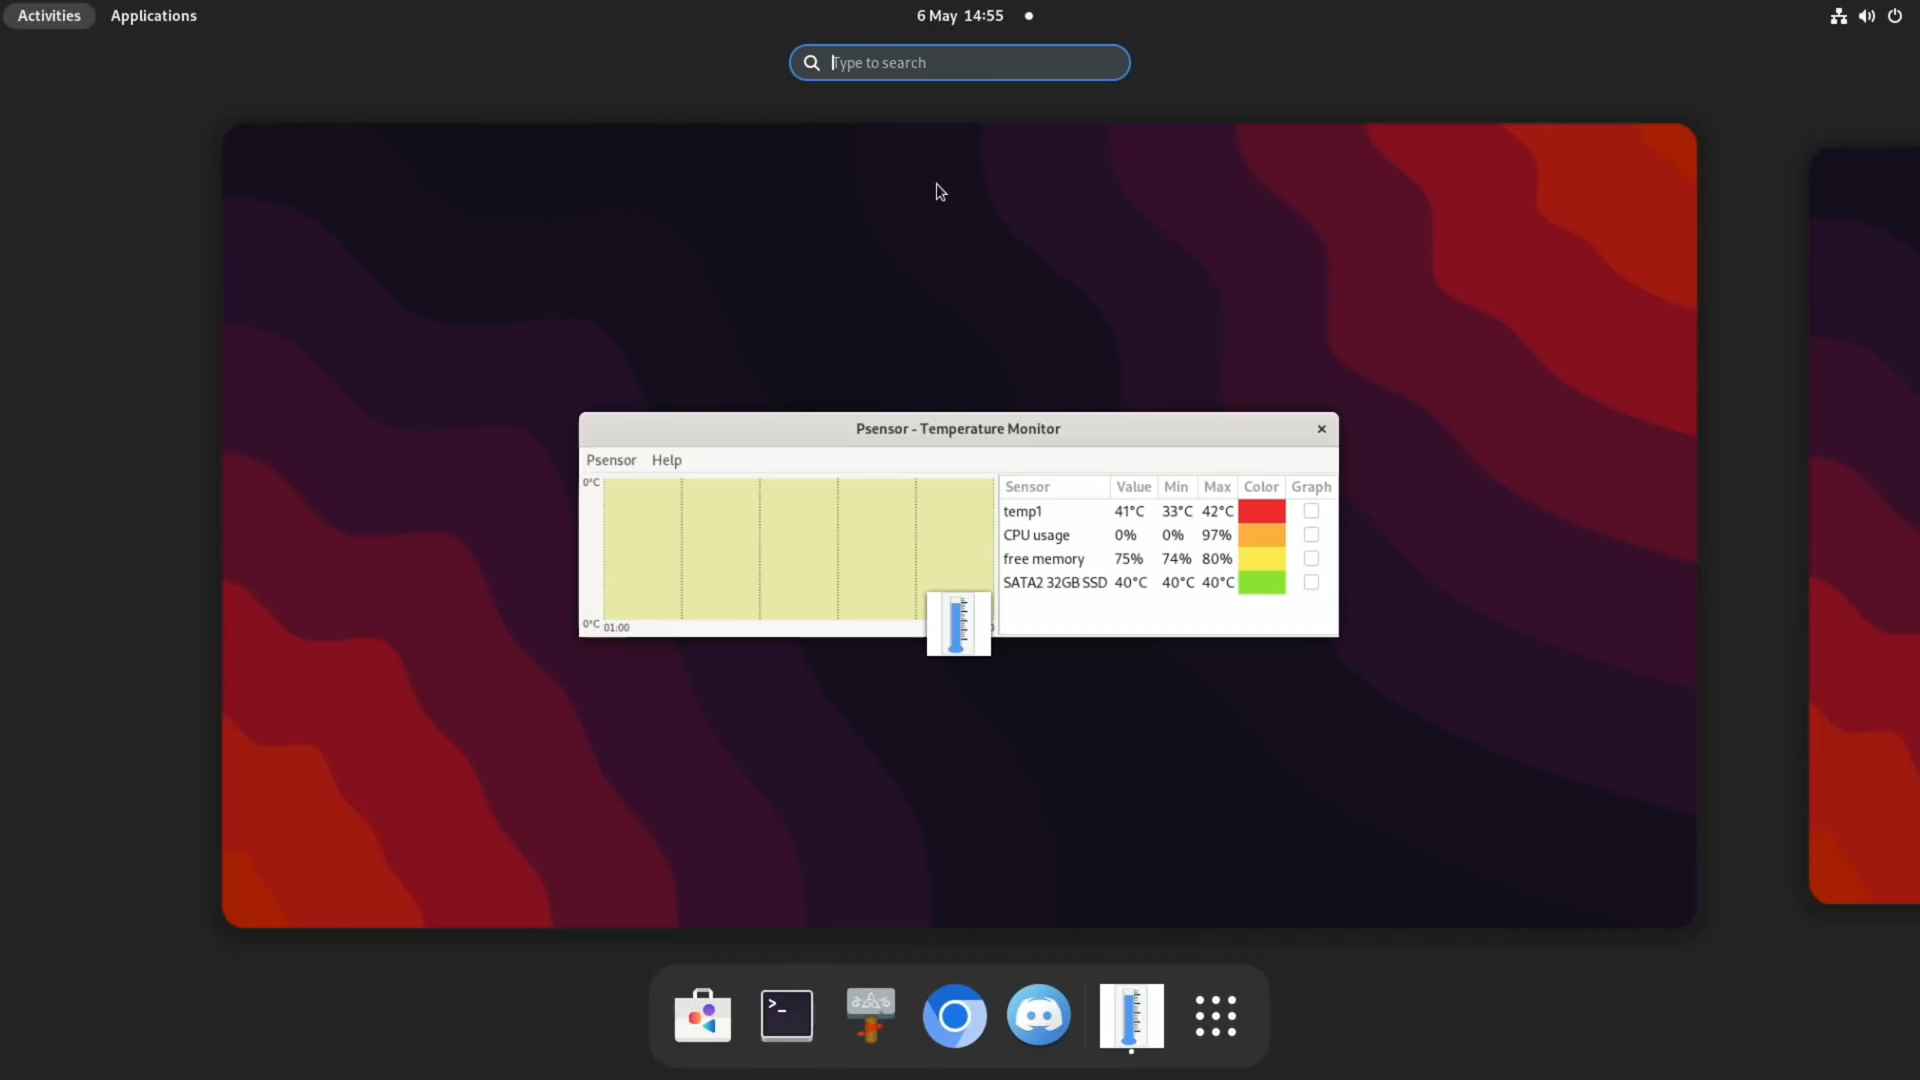 Activities Applications 6 May 14:55
Type to search
Psensor - Temperature Monitor ×
Psensor Help
0°C
0°C 01:00
Sensor Value Min Max Color Graph
temp1 41°C 33°C 42°C
CPU usage 0% 0% 97%
free memory 75% 74% 80%
SATA2 32GB SSD 40°C 40°C 40°C
>_